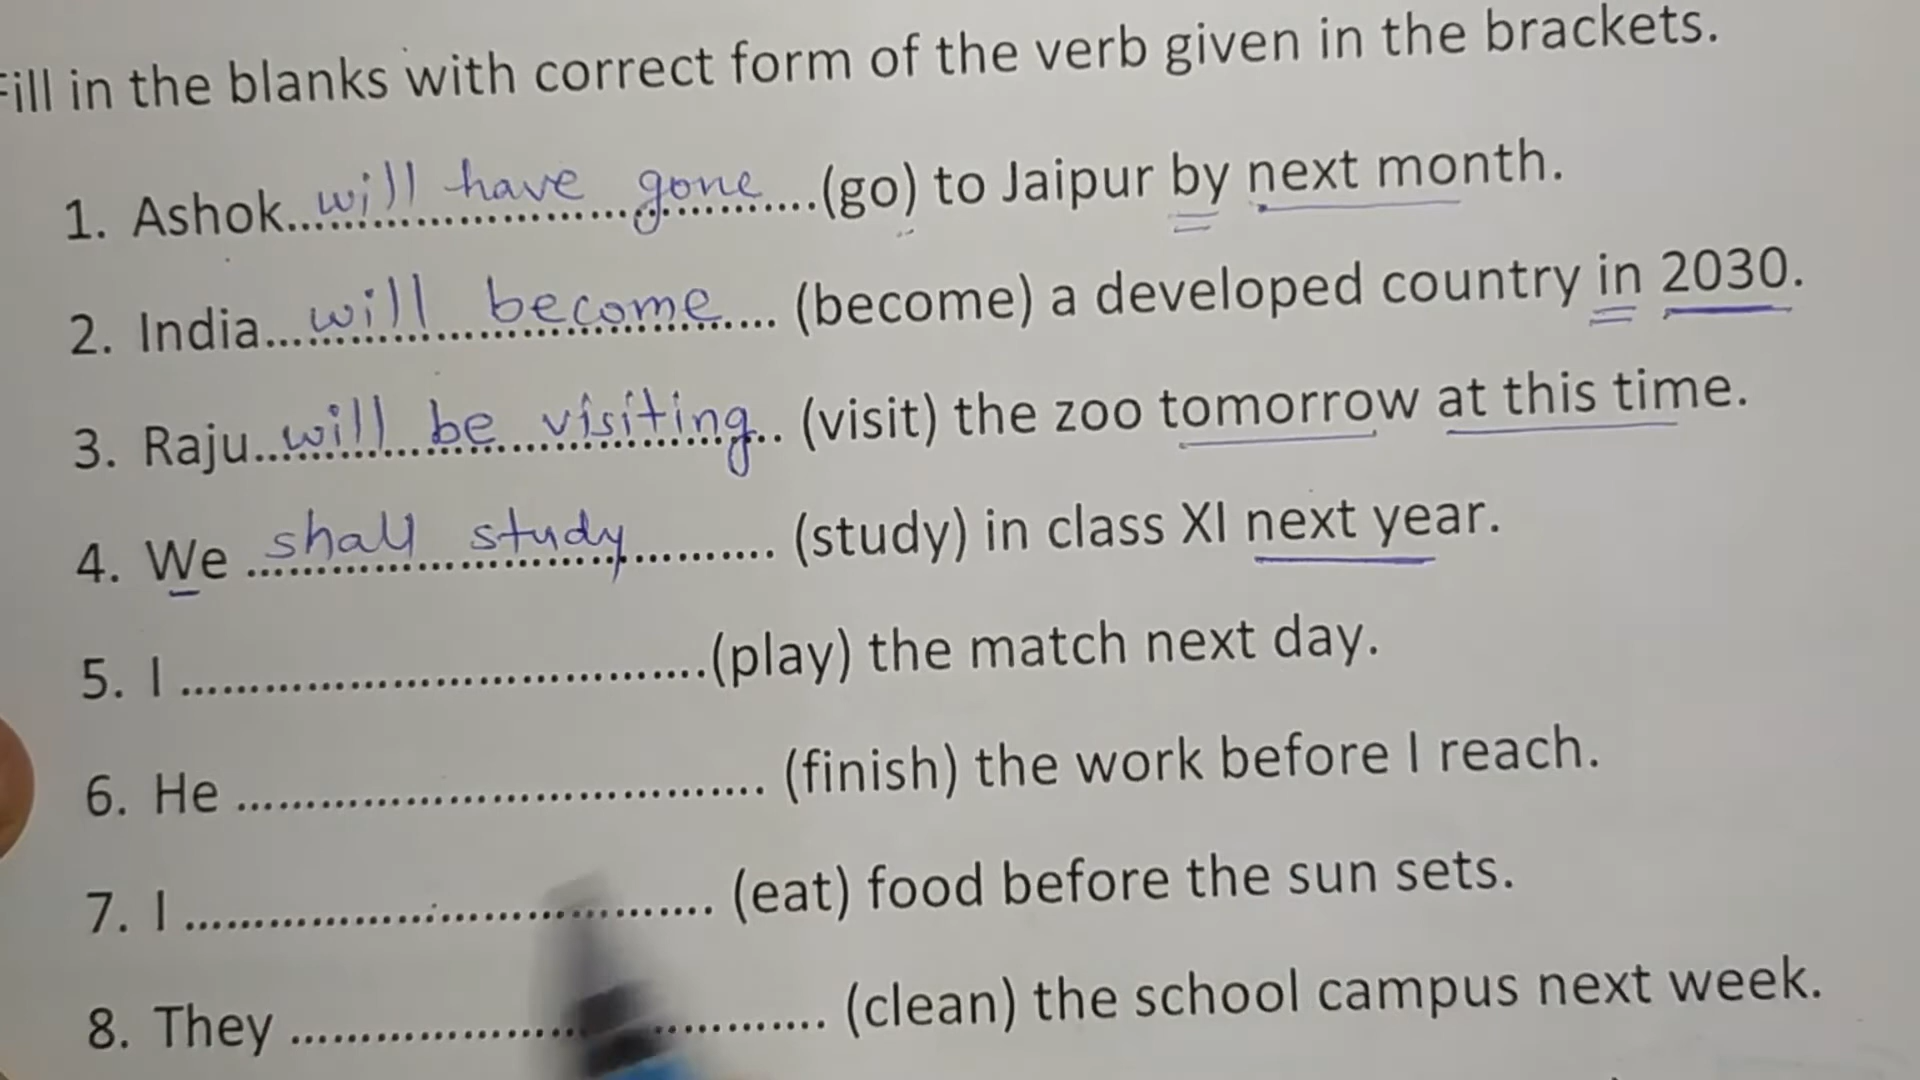 Fill in the blanks with correct form of the verb given in the brackets.
1. Ashok...will have gone...(go) to Jaipur by next month.
2. India...will become... (become) a developed country in 2030.
3. Raju...will be visiting... (visit) the zoo tomorrow at this time.
4. We ...shall study... (study) in class XI next year.
5. I ....................................(play) the match next day.
6. He .................................... (finish) the work before I reach.
7. I .................................... (eat) food before the sun sets.
8. They .................................... (clean) the school campus next week.